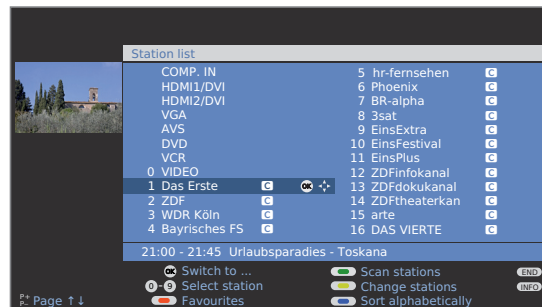 Station list
COMP. IN
HDMI1/DVI
HDMI2/DVI
VGA
AVS
DVD
VCR
0 VIDEO
1 Das Erste C OK
2 ZDF C
3 WDR Köln C
4 Bayrisches FS C
5 hr-fernsehen C
6 Phoenix C
7 BR-alpha C
8 3sat C
9 EinsExtra C
10 EinsFestival C
11 EinsPlus C
12 ZDFinfokanal C
13 ZDFdokukanal C
14 ZDFtheaterkan C
15 arte C
16 DAS VIERTE C
21:00 - 21:45 Urlaubsparadies - Toskana
OK Switch to ...
0-9 Select station
P+ P- Page ↑↓
Favourites
Scan stations
Change stations
Sort alphabetically
END
INFO